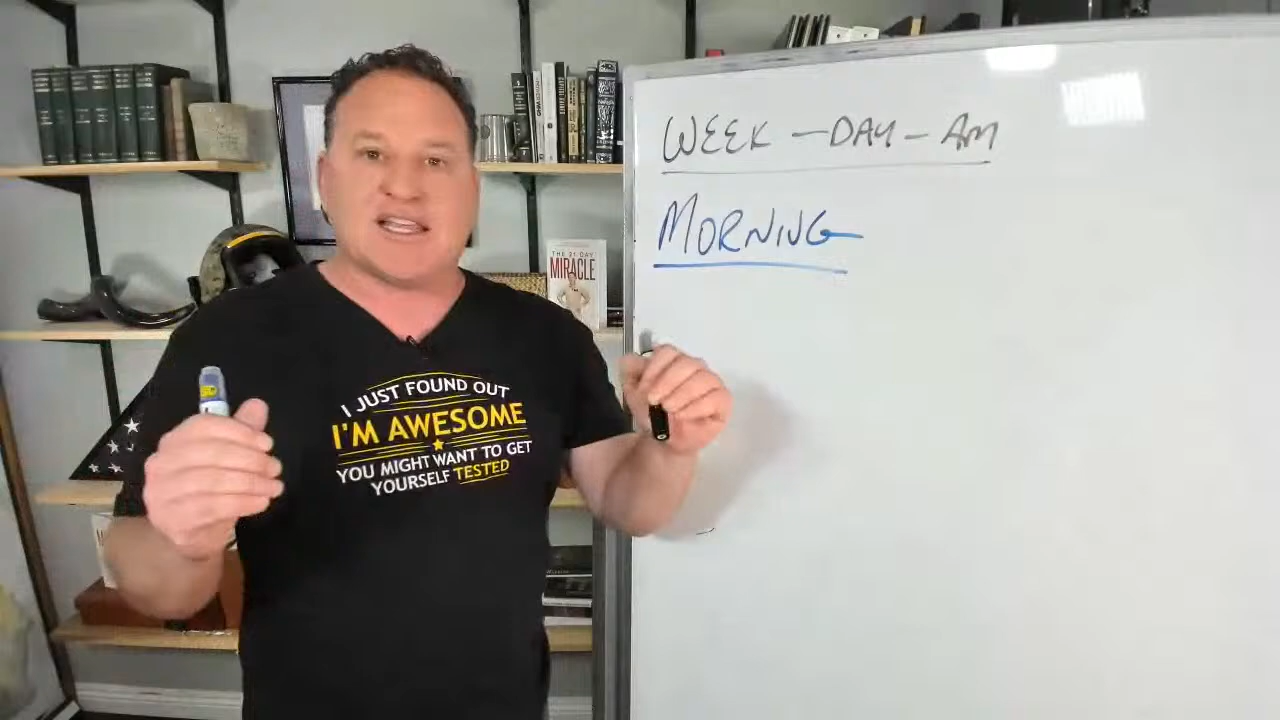 WEEK - DAY - AM
MORNING
THE 21 DAY
MIRACLE
I JUST FOUND OUT
I'M AWESOME
YOU MIGHT WANT TO GET
YOURSELF TESTED